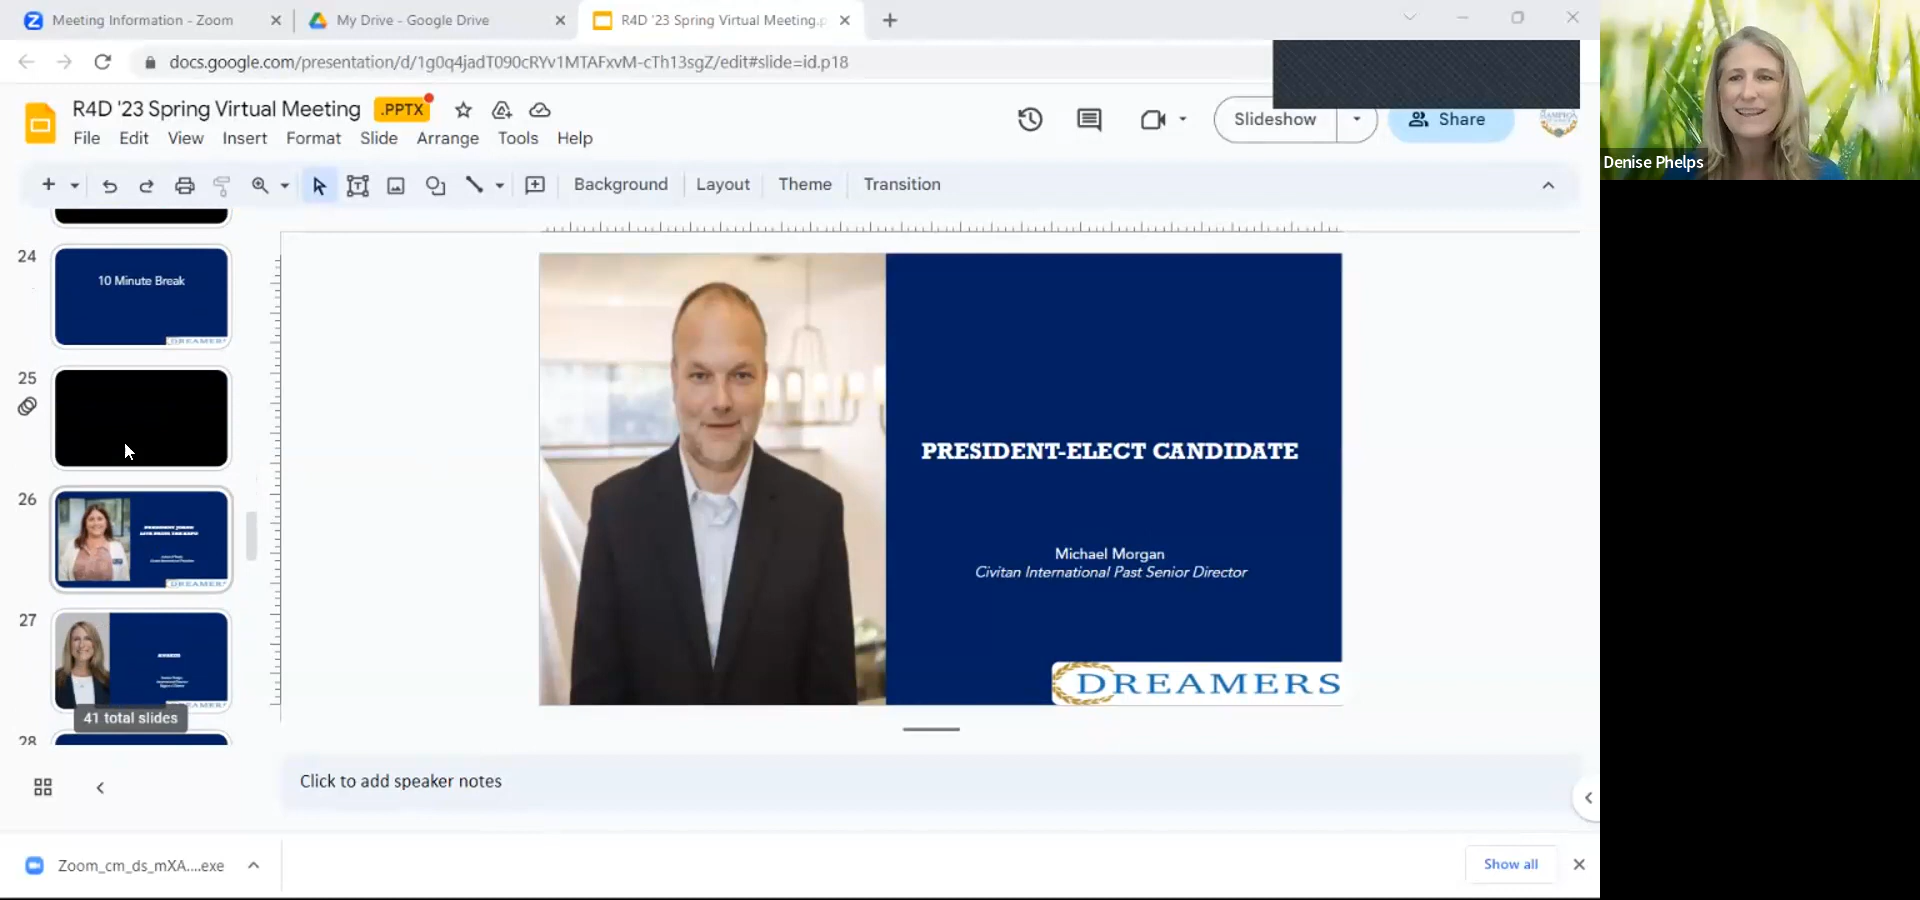 Meeting Information - Zoom
My Drive - Google Drive
R4D '23 Spring Virtual Meeting.p
docs.google.com/presentation/d/1g0q4jadT090cRYv1MTAFxvM-cTh13sgZ/edit#slide=id.p18
R4D '23 Spring Virtual Meeting .PPTX
File Edit View Insert Format Slide Arrange Tools Help
Slideshow
Share
Background Layout Theme Transition
24
10 Minute Break
DREAMERS
25
26
DREAMERS
27
41 total slides
28
PRESIDENT-ELECT CANDIDATE
Michael Morgan
Civitan International Past Senior Director
DREAMERS
Click to add speaker notes
Zoom_cm_ds_mXA....exe
Show all
Denise Phelps